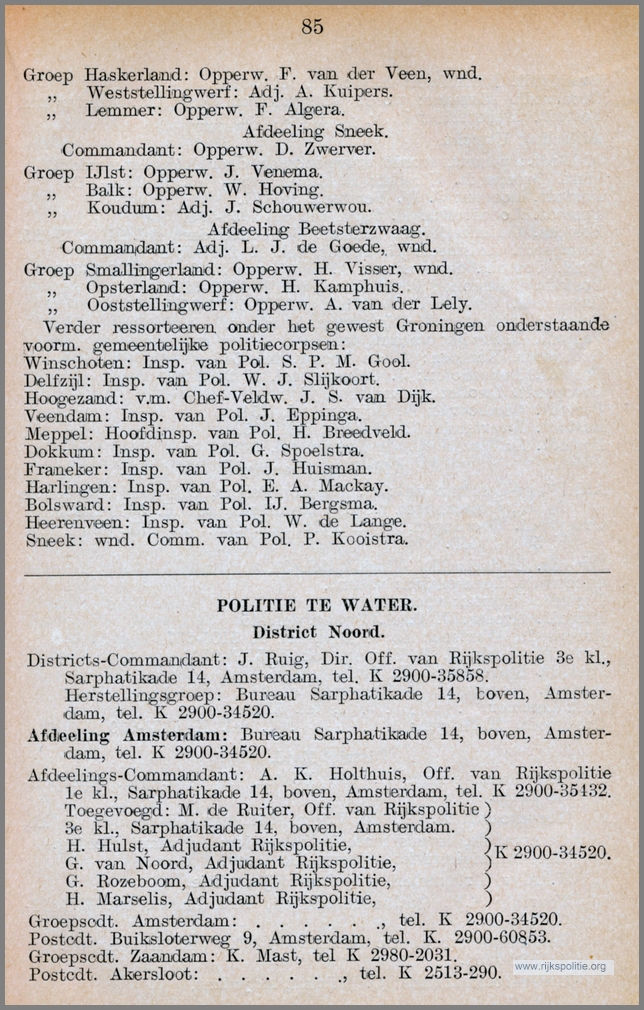 85
Groep Haskerland: Opperw. F. van der Veen, wnd.
„ Weststellingwerf: Adj. A. Kuipers.
„ Lemmer: Opperw. F. Algera.
Afdeeling Sneek.
Commandant: Opperw. D. Zwerver.
Groep IJlst: Opperw. J. Venema.
„ Balk: Opperw. W. Hoving.
„ Koudum: Adj. J. Schouwerwou.
Afdeeling Beetsterzwaag.
Commandant: Adj. L. J. de Goede, wnd.
Groep Smallingerland: Opperw. H. Visser, wnd.
„ Opsterland: Opperw. H. Kamphuis.
„ Ooststellingwerf: Opperw. A. van der Lely.
Verder ressorteeren onder het gewest Groningen onderstaande
voorm. gemeentelijke politiecorpsen:
Winschoten: Insp. van Pol. S. P. M. Gool.
Delfzijl: Insp. van Pol. W. J. Slijkoort.
Hoogezand: v.m. Chef-Veldw. J. S. van Dijk.
Veendam: Insp. van Pol. J. Eppinga.
Meppel: Hoofdinsp. van Pol. H. Breedveld.
Dokkum: Insp. van Pol. G. Spoelstra.
Franeker: Insp. van Pol. J. Huisman.
Harlingen: Insp. van Pol. E. A. Mackay.
Bolsward: Insp. van Pol. IJ. Bergsma.
Heerenveen: Insp. van Pol. W. de Lange.
Sneek: wnd. Comm. van Pol. P. Kooistra.
POLITIE TE WATER.
District Noord.
Districts-Commandant: J. Ruig, Dir. Off. van Rijkspolitie 3e kl.,
Sarphatikade 14, Amsterdam, tel. K 2900-35858.
Herstellingsgroep: Bureau Sarphatikade 14, boven, Amster-
dam, tel. K 2900-34520.
Afdeeling Amsterdam: Bureau Sarphatikade 14, boven, Amster-
dam, tel. K 2900-34520.
Afdeelings-Commandant: A. K. Holthuis, Off. van Rijkspolitie
1e kl., Sarphatikade 14, boven, Amsterdam, tel. K 2900-35432.
Toegevoegd: M. de Ruiter, Off. van Rijkspolitie )
3e kl., Sarphatikade 14, boven, Amsterdam. )
H. Hulst, Adjudant Rijkspolitie, ) K 2900-34520.
G. van Noord, Adjudant Rijkspolitie, )
G. Rozeboom, Adjudant Rijkspolitie, )
H. Marselis, Adjudant Rijkspolitie, )
Groepscdt. Amsterdam: . . . . . ., tel. K 2900-34520.
Postcdt. Buiksloterweg 9, Amsterdam, tel. K. 2900-60853.
Groepscdt. Zaandam: K. Mast, tel K 2980-2031.
Postcdt. Akersloot: . . . . . ., tel. K 2513-290.
www.rijkspolitie.org